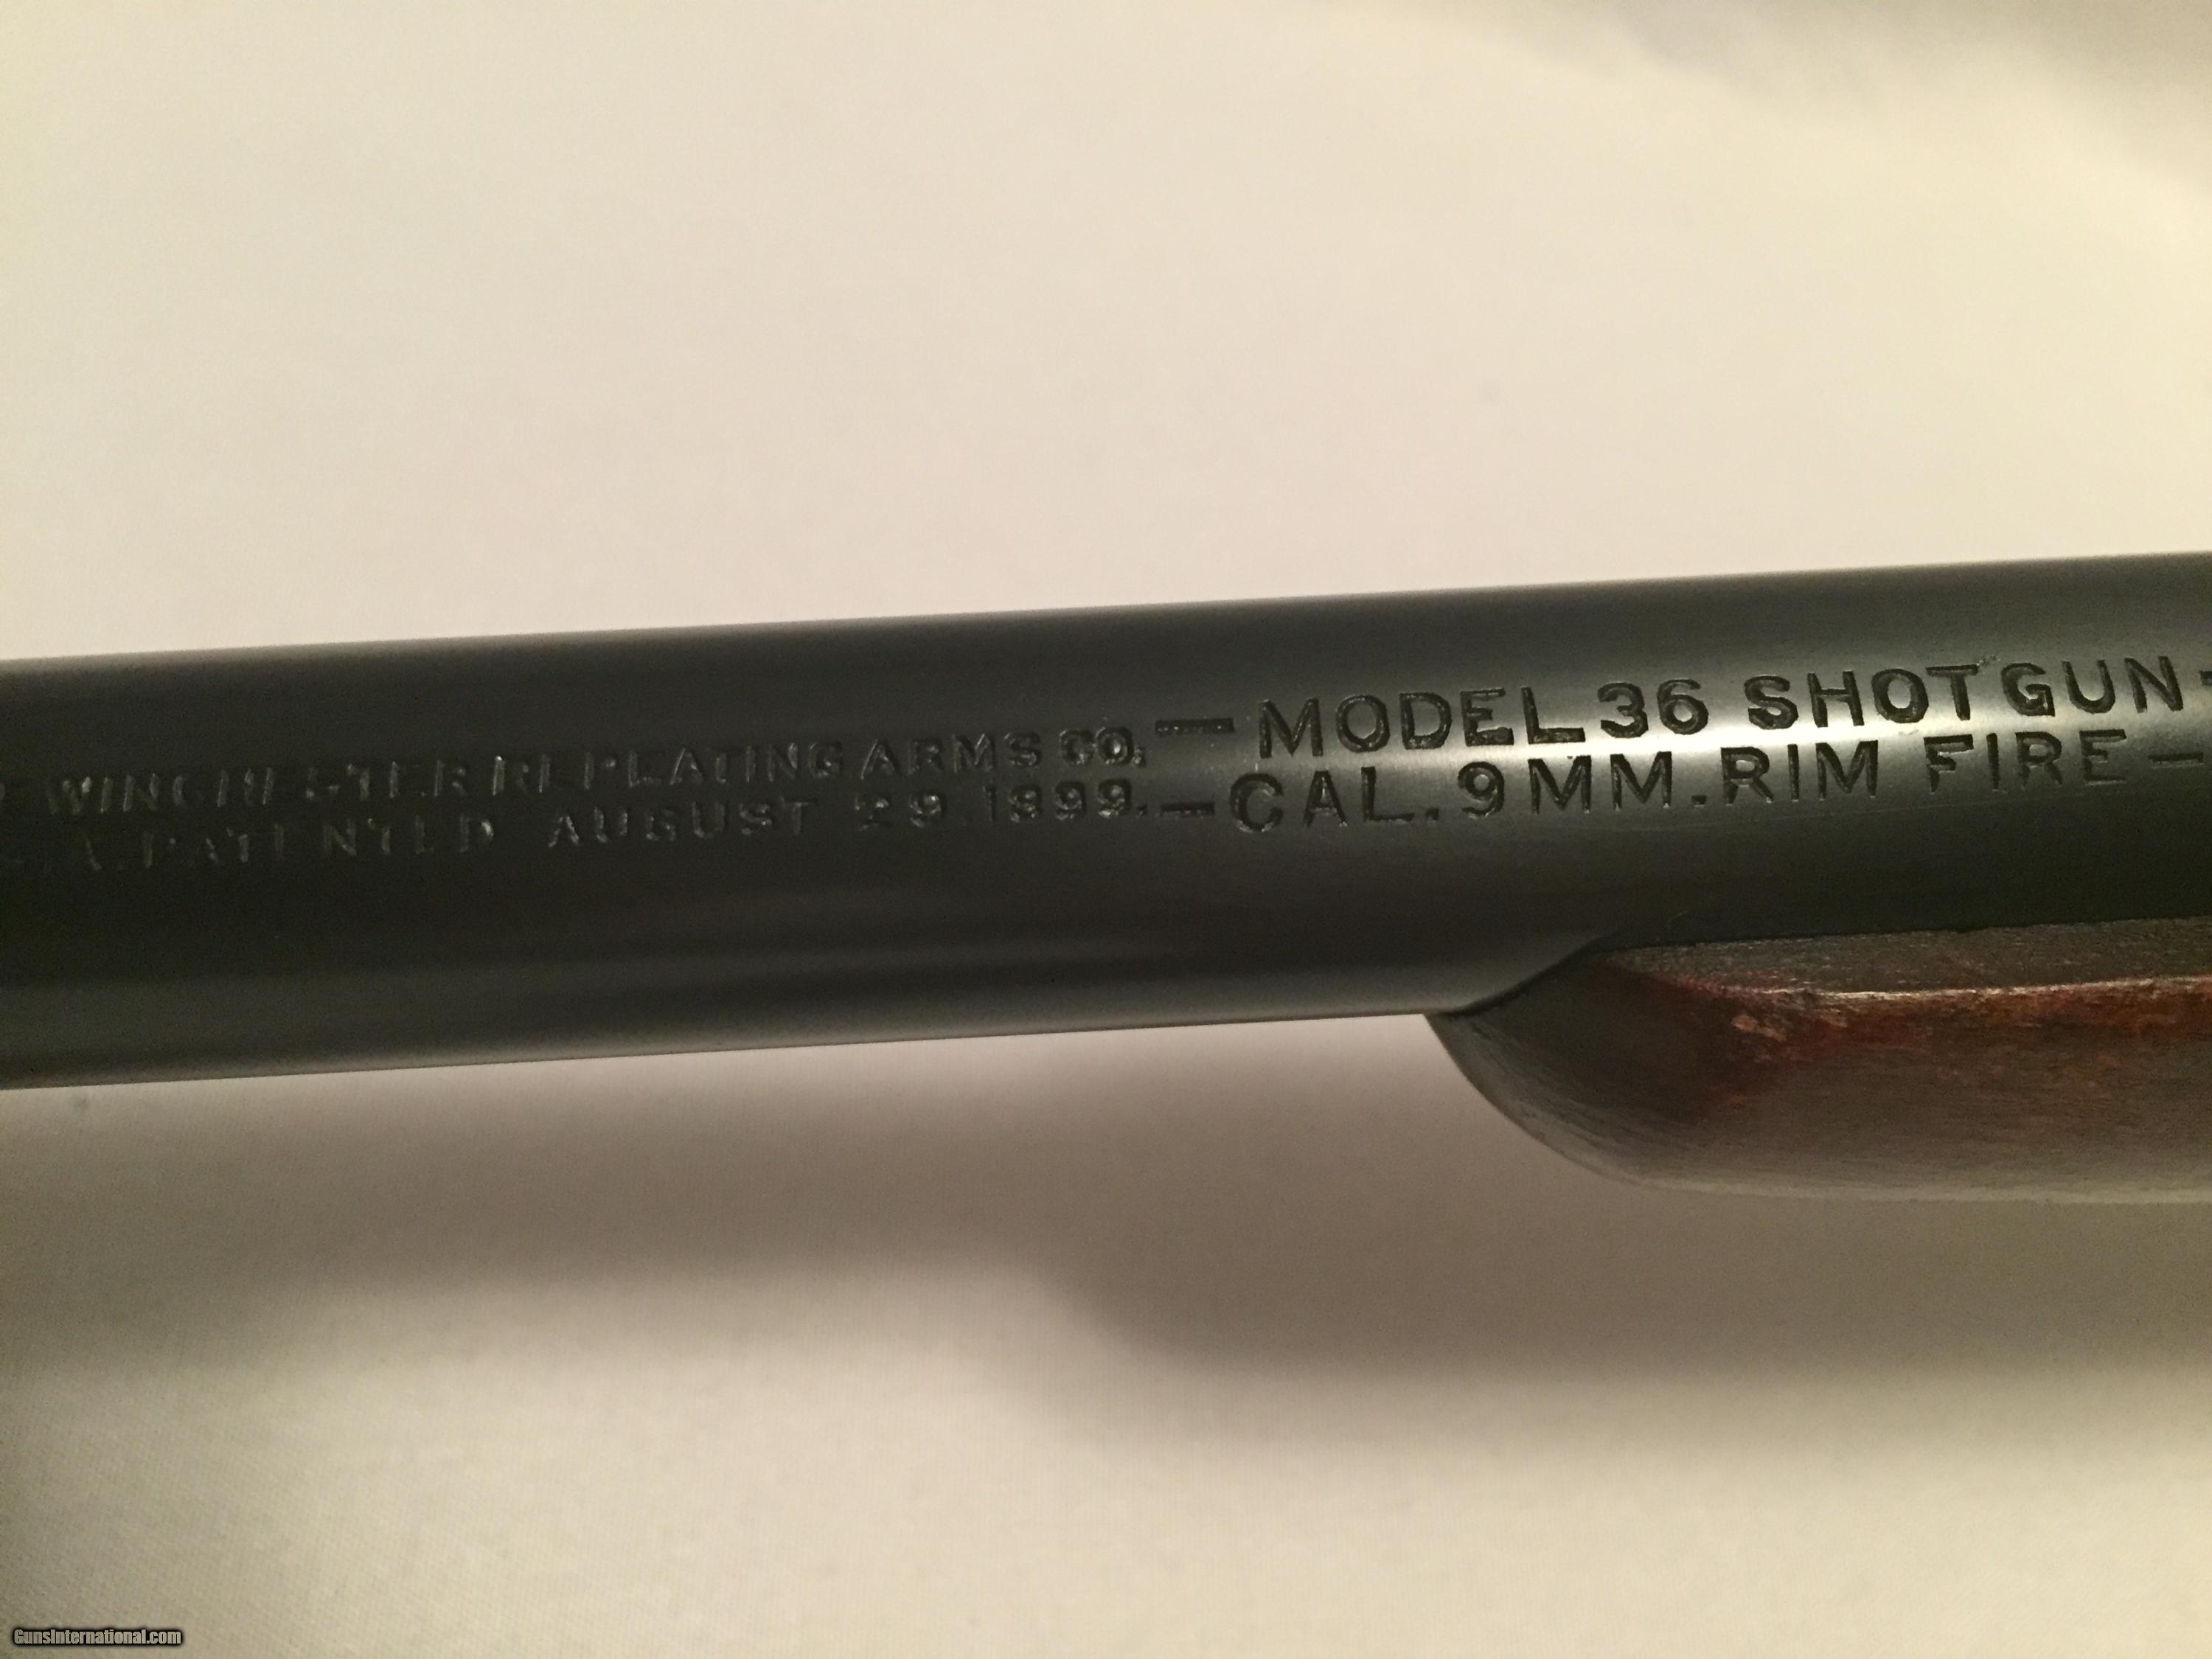 WINCHESTER REPEATING ARMS CO. — MODEL 36 SHOTGUN -
A. PATENTED AUGUST 29. 1899. — CAL. 9MM. RIM FIRE —
GunsInternational.com